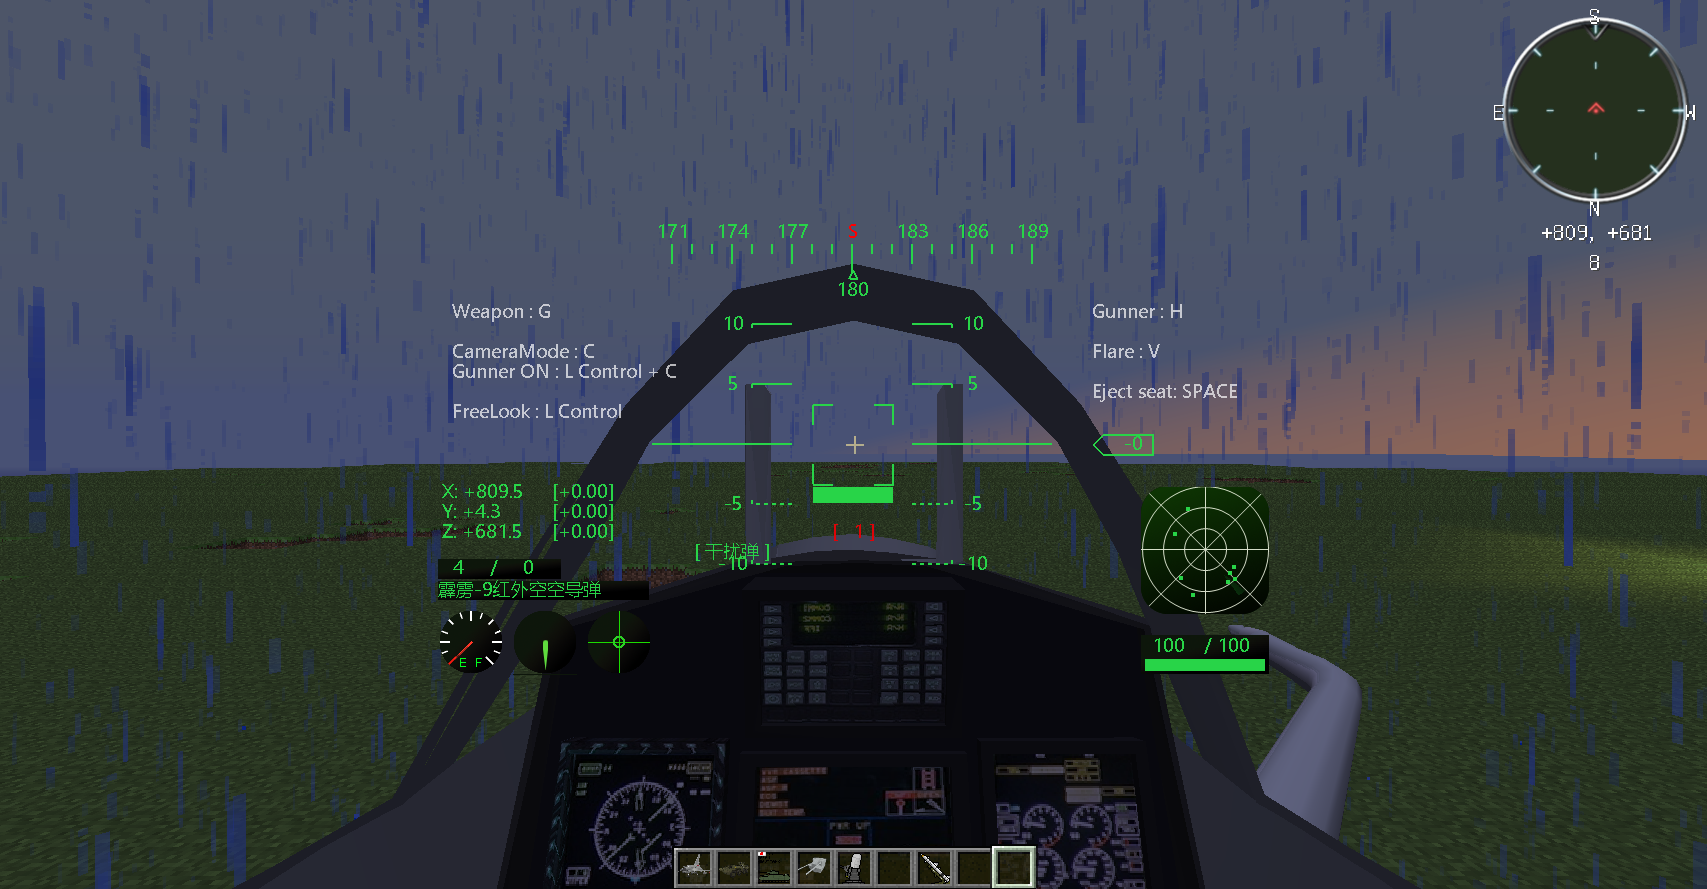 S
E
W
N
+809, +681
8
171 174 177 S 183 186 189
180
Weapon : G
Gunner : H
10 10
CameraMode : C
Flare : V
Gunner ON : L Control + C
5 5
Eject seat: SPACE
FreeLook : L Control
-0
X: +809.5 [+0.00]
Y: +4.3 [+0.00]
Z: +681.5 [+0.00]
-5 -5
[ 1 ]
[ 干扰弹 ]
-10 -10
4 / 0
霹雳-9红外空空导弹
E F
100 / 100